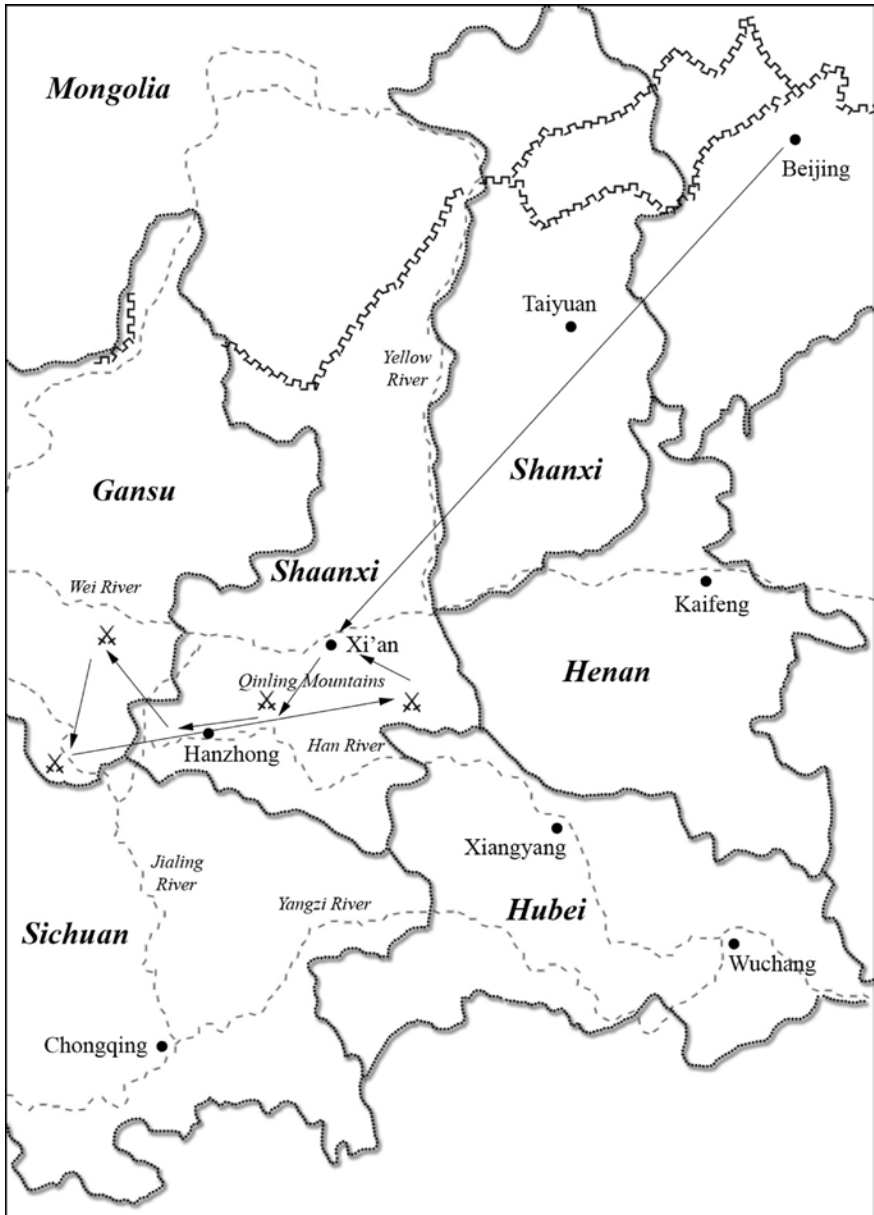 Mongolia
Beijing
Taiyuan
Yellow
River
Gansu
Shanxi
Wei River
Shaanxi
Kaifeng
Xi'an
Qinling Mountains
Henan
Hanzhong
Han River
Xiangyang
Jialing
River
Yangzi River
Hubei
Sichuan
Wuchang
Chongqing